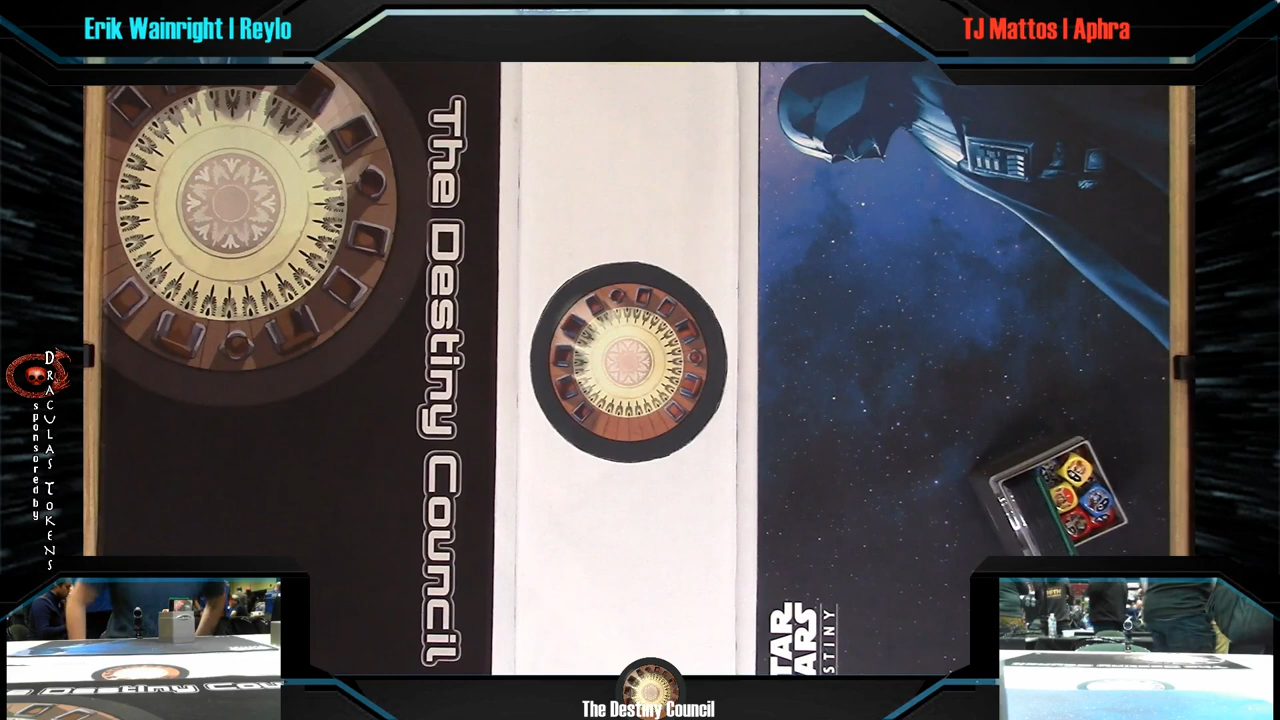 Erik Wainright | Reylo
TJ Mattos | Aphra
The Destiny Council
STAR
WARS
DESTINY
sponsored by
DRACULAS TOKENS
The Destiny Council